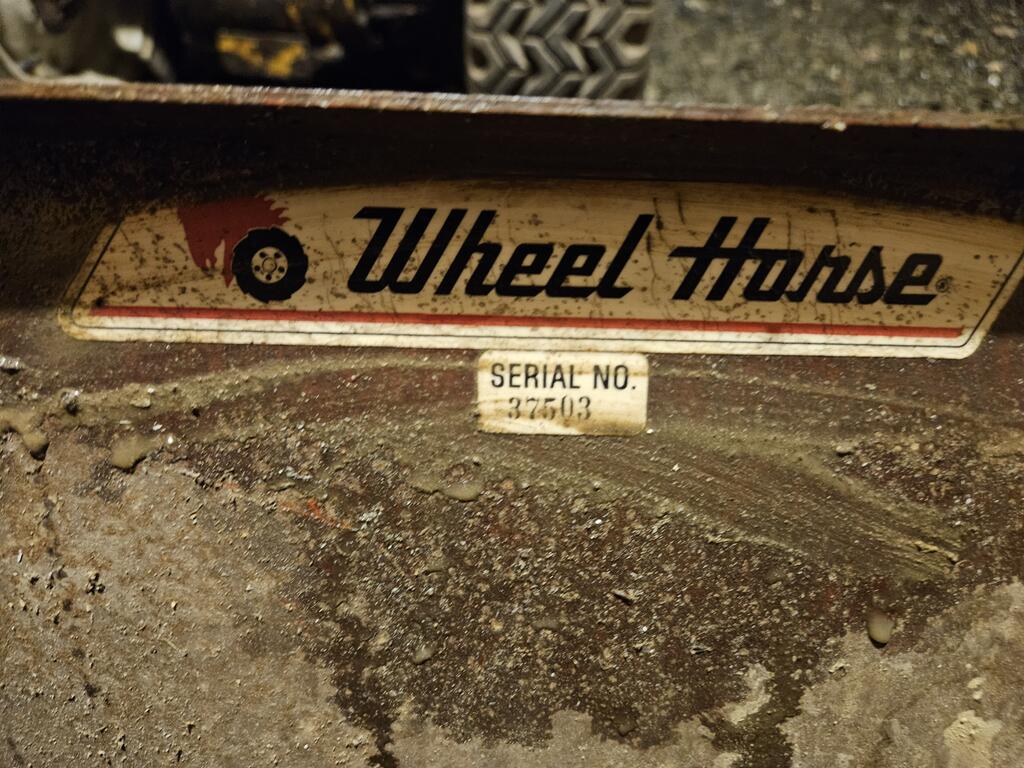 Wheel Horse®
SERIAL NO.
37503